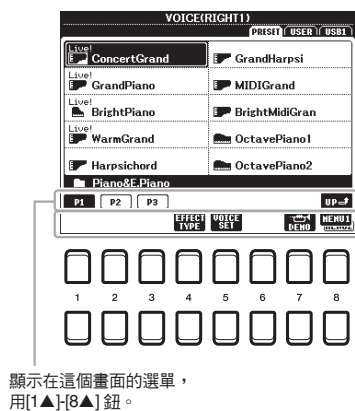 VOICE(RIGHT1)
PRESET USER USB1
Live!
ConcertGrand
GrandHarpsi
Live!
GrandPiano
MIDIGrand
Live!
BrightPiano
BrightMidiGran
Live!
WarmGrand
OctavePiano1
Harpsichord
OctavePiano2
Piano&E.Piano
P1 P2 P3 UP
EFFECT TYPE VOICE SET DEMO MENU1 MENU2
1 2 3 4 5 6 7 8
顯示在這個畫面的選單，
用[1▲]-[8▲] 鈕。